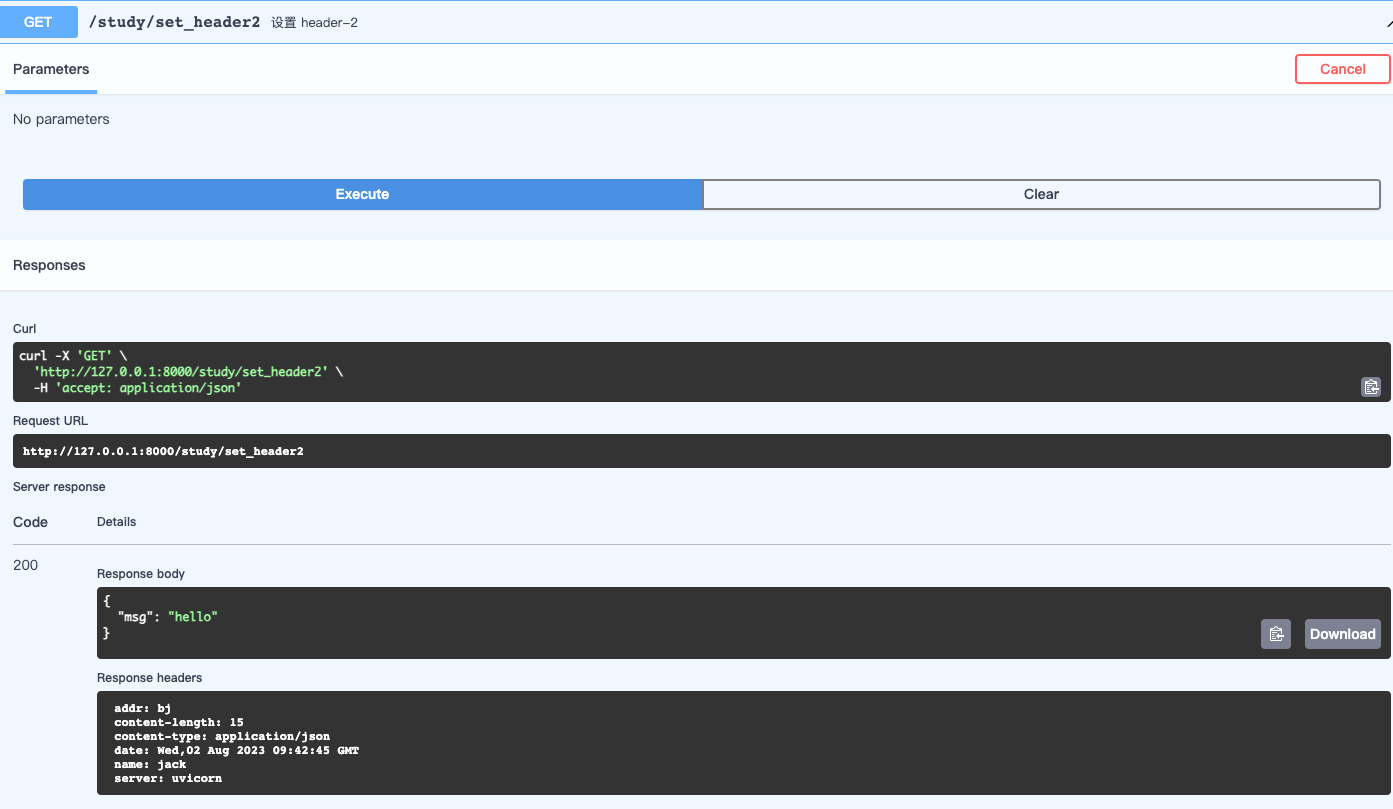 GET /study/set_header2 设置 header-2
Parameters
Cancel
No parameters
Execute
Clear
Responses
Curl
curl -X 'GET' \
'http://127.0.0.1:8000/study/set_header2' \
-H 'accept: application/json'
Request URL
http://127.0.0.1:8000/study/set_header2
Server response
Code Details
200
Response body
{
"msg": "hello"
}
Download
Response headers
addr: bj
content-length: 15
content-type: application/json
date: Wed,02 Aug 2023 09:42:45 GMT
name: jack
server: uvicorn